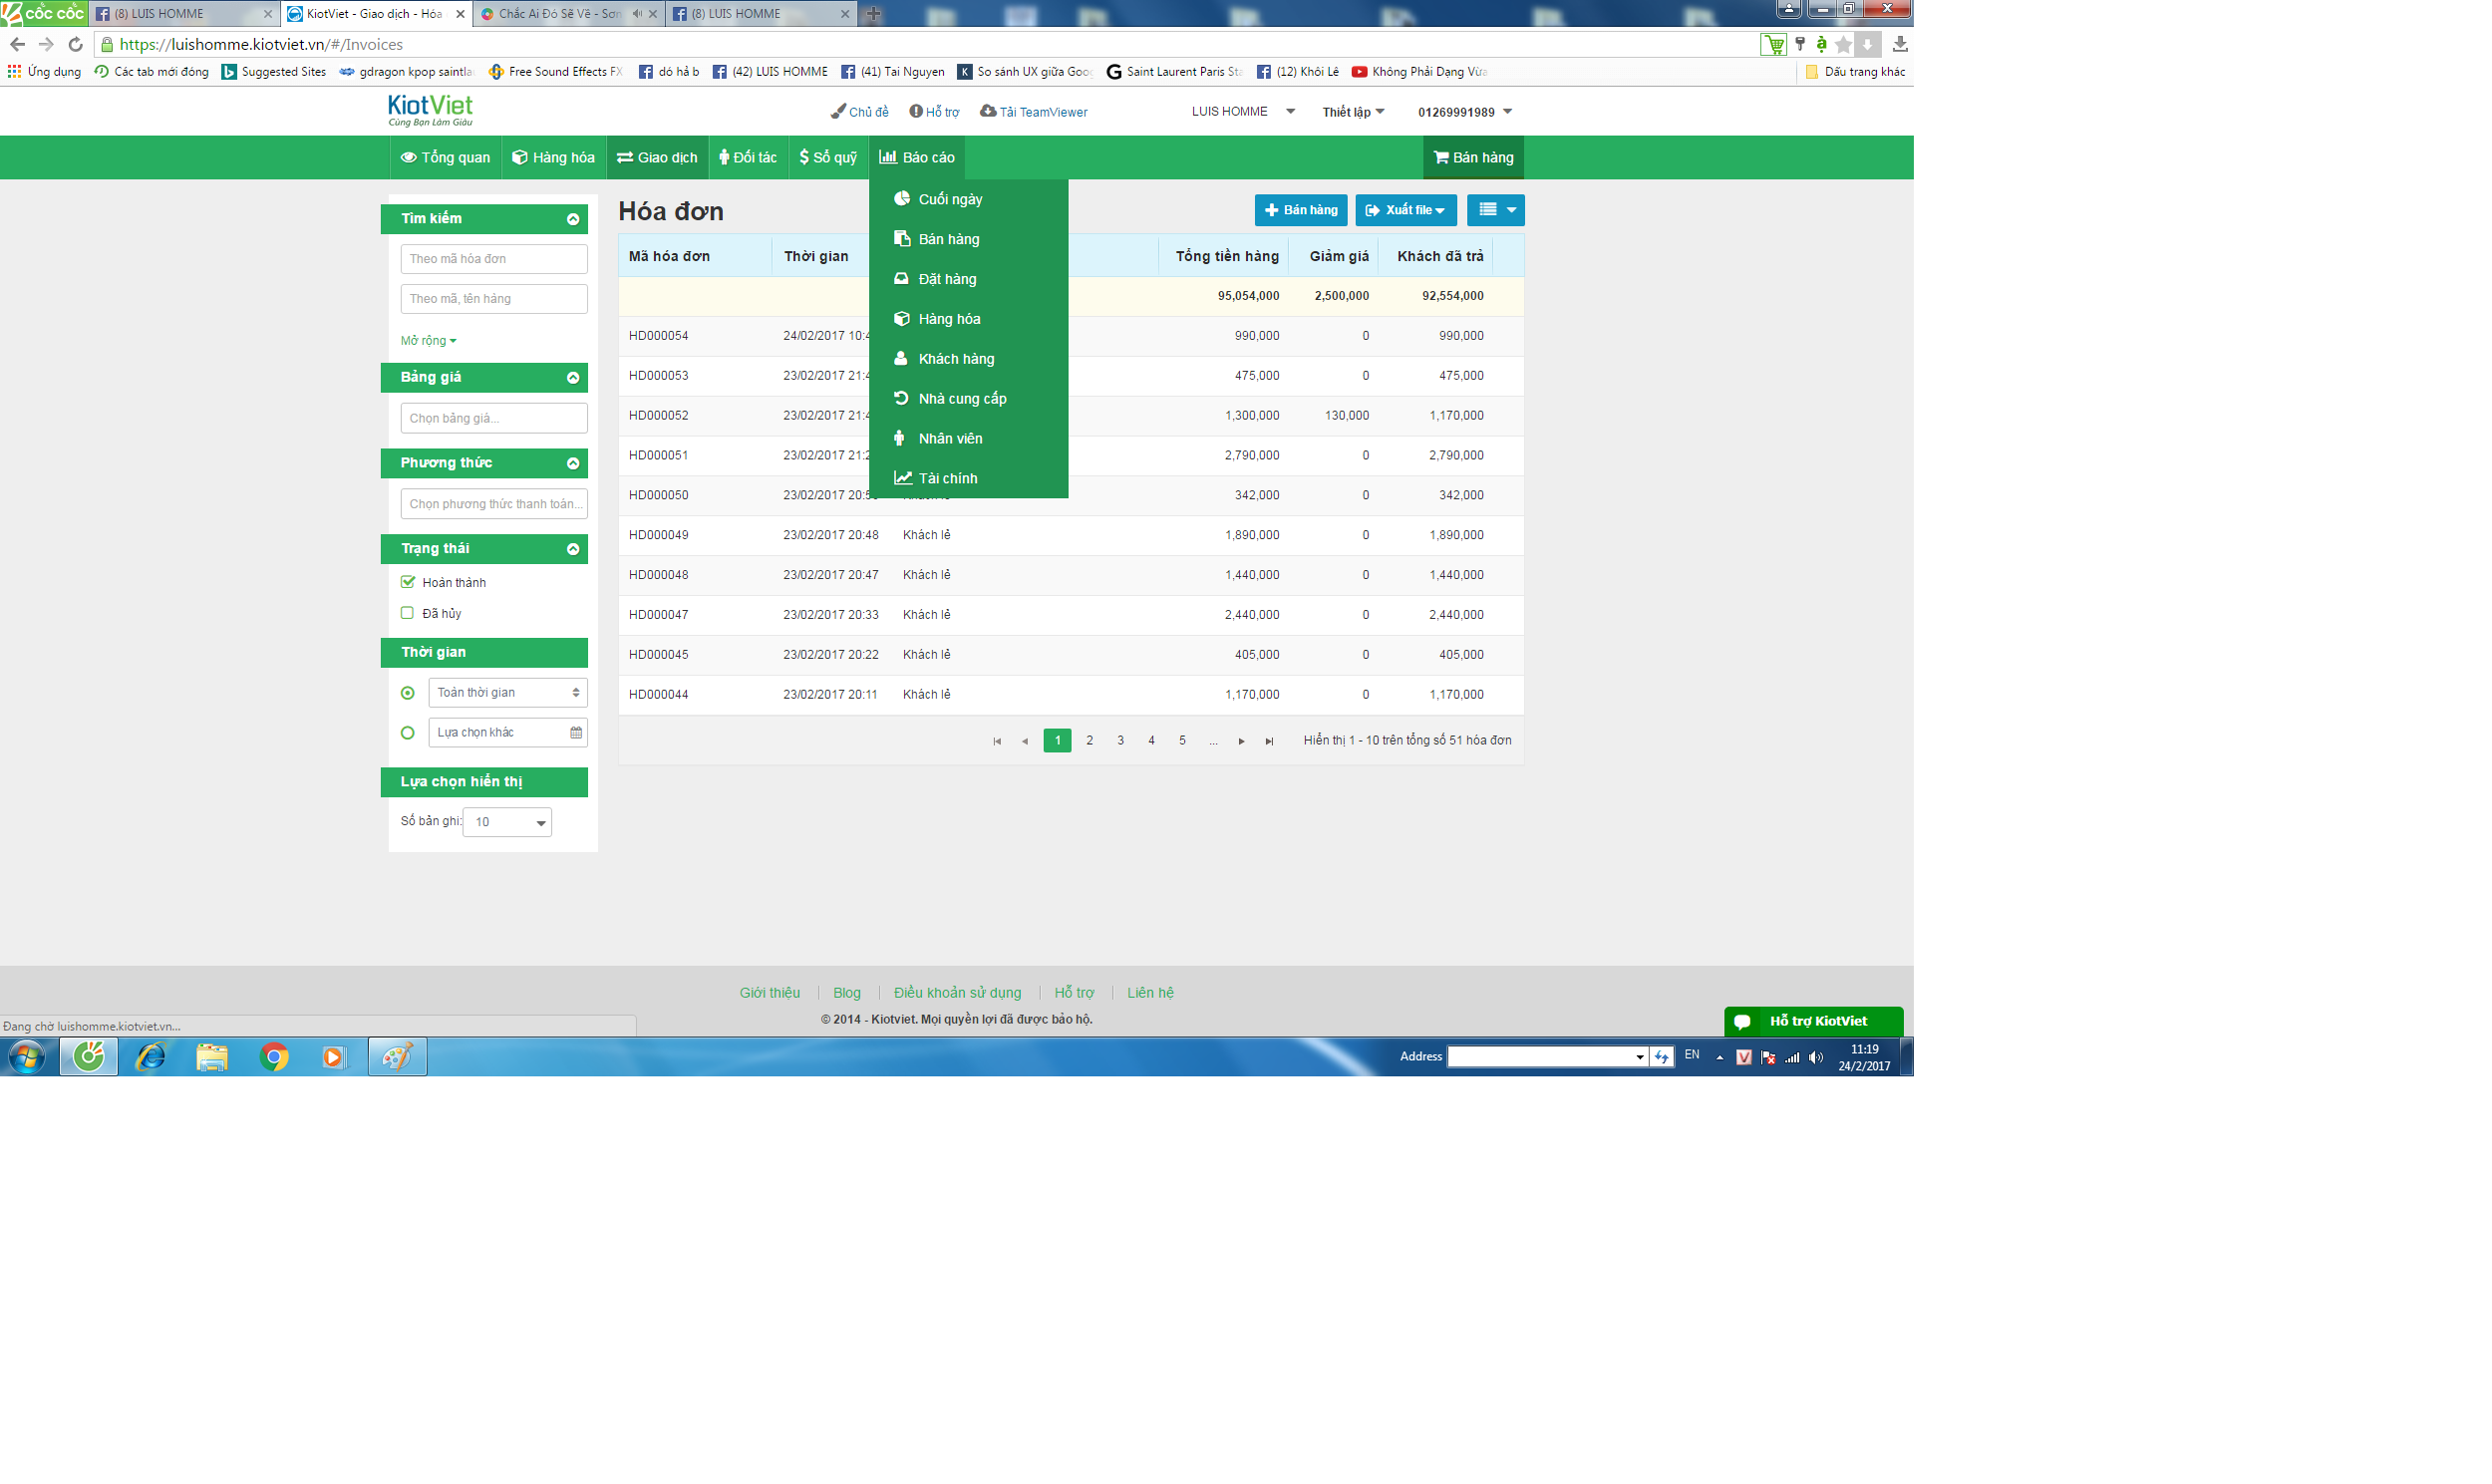 cốc cốc (8) LUIS HOMME KiotViet - Giao dịch - Hóa Chắc Ai Đó Sẽ Về - Sơn (8) LUIS HOMME
https://luishomme.kiotviet.vn/#/Invoices
Ứng dụng Các tab mới đóng Suggested Sites gdragon kpop saintla Free Sound Effects FX dó hả b (42) LUIS HOMME (41) Tai Nguyen So sánh UX giữa Goog Saint Laurent Paris Sta (12) Khôi Lê Không Phải Dạng Vừa Dấu trang khác
KiotViet
Cùng Bạn Làm Giàu
Chủ đề Hỗ trợ Tải TeamViewer LUIS HOMME Thiết lập 01269991989
Tổng quan Hàng hóa Giao dịch Đối tác Sổ quỹ Báo cáo Bán hàng
Cuối ngày
Bán hàng
Đặt hàng
Hàng hóa
Khách hàng
Nhà cung cấp
Nhân viên
Tài chính
Tìm kiếm
Theo mã hóa đơn
Theo mã, tên hàng
Mở rộng
Bảng giá
Chọn bảng giá...
Phương thức
Chọn phương thức thanh toán...
Trạng thái
Hoàn thành
Đã hủy
Thời gian
Toàn thời gian
Lựa chọn khác
Lựa chọn hiển thị
Số bản ghi: 10
Hóa đơn
Bán hàng Xuất file
Mã hóa đơn Thời gian Tổng tiền hàng Giảm giá Khách đã trả
95,054,000 2,500,000 92,554,000
HD000054 24/02/2017 10:4 990,000 0 990,000
HD000053 23/02/2017 21:4 475,000 0 475,000
HD000052 23/02/2017 21:4 1,300,000 130,000 1,170,000
HD000051 23/02/2017 21:2 2,790,000 0 2,790,000
HD000050 23/02/2017 20:5 342,000 0 342,000
HD000049 23/02/2017 20:48 Khách lẻ 1,890,000 0 1,890,000
HD000048 23/02/2017 20:47 Khách lẻ 1,440,000 0 1,440,000
HD000047 23/02/2017 20:33 Khách lẻ 2,440,000 0 2,440,000
HD000045 23/02/2017 20:22 Khách lẻ 405,000 0 405,000
HD000044 23/02/2017 20:11 Khách lẻ 1,170,000 0 1,170,000
1 2 3 4 5 ... Hiển thị 1 - 10 trên tổng số 51 hóa đơn
Giới thiệu Blog Điều khoản sử dụng Hỗ trợ Liên hệ
© 2014 - Kiotviet. Mọi quyền lợi đã được bảo hộ.
Hỗ trợ KiotViet
Đang chờ luishomme.kiotviet.vn...
Address EN 11:19
24/2/2017